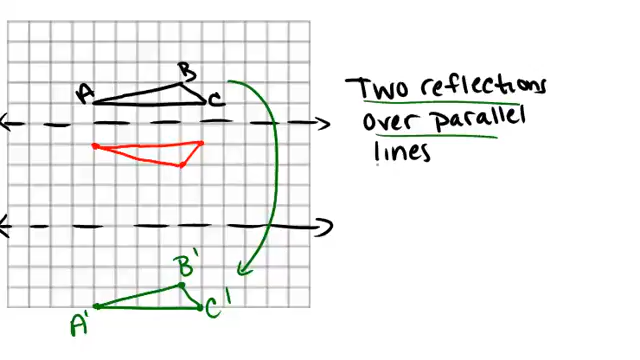 B
A
C
Two reflections
over parallel
lines
B'
A'
C'